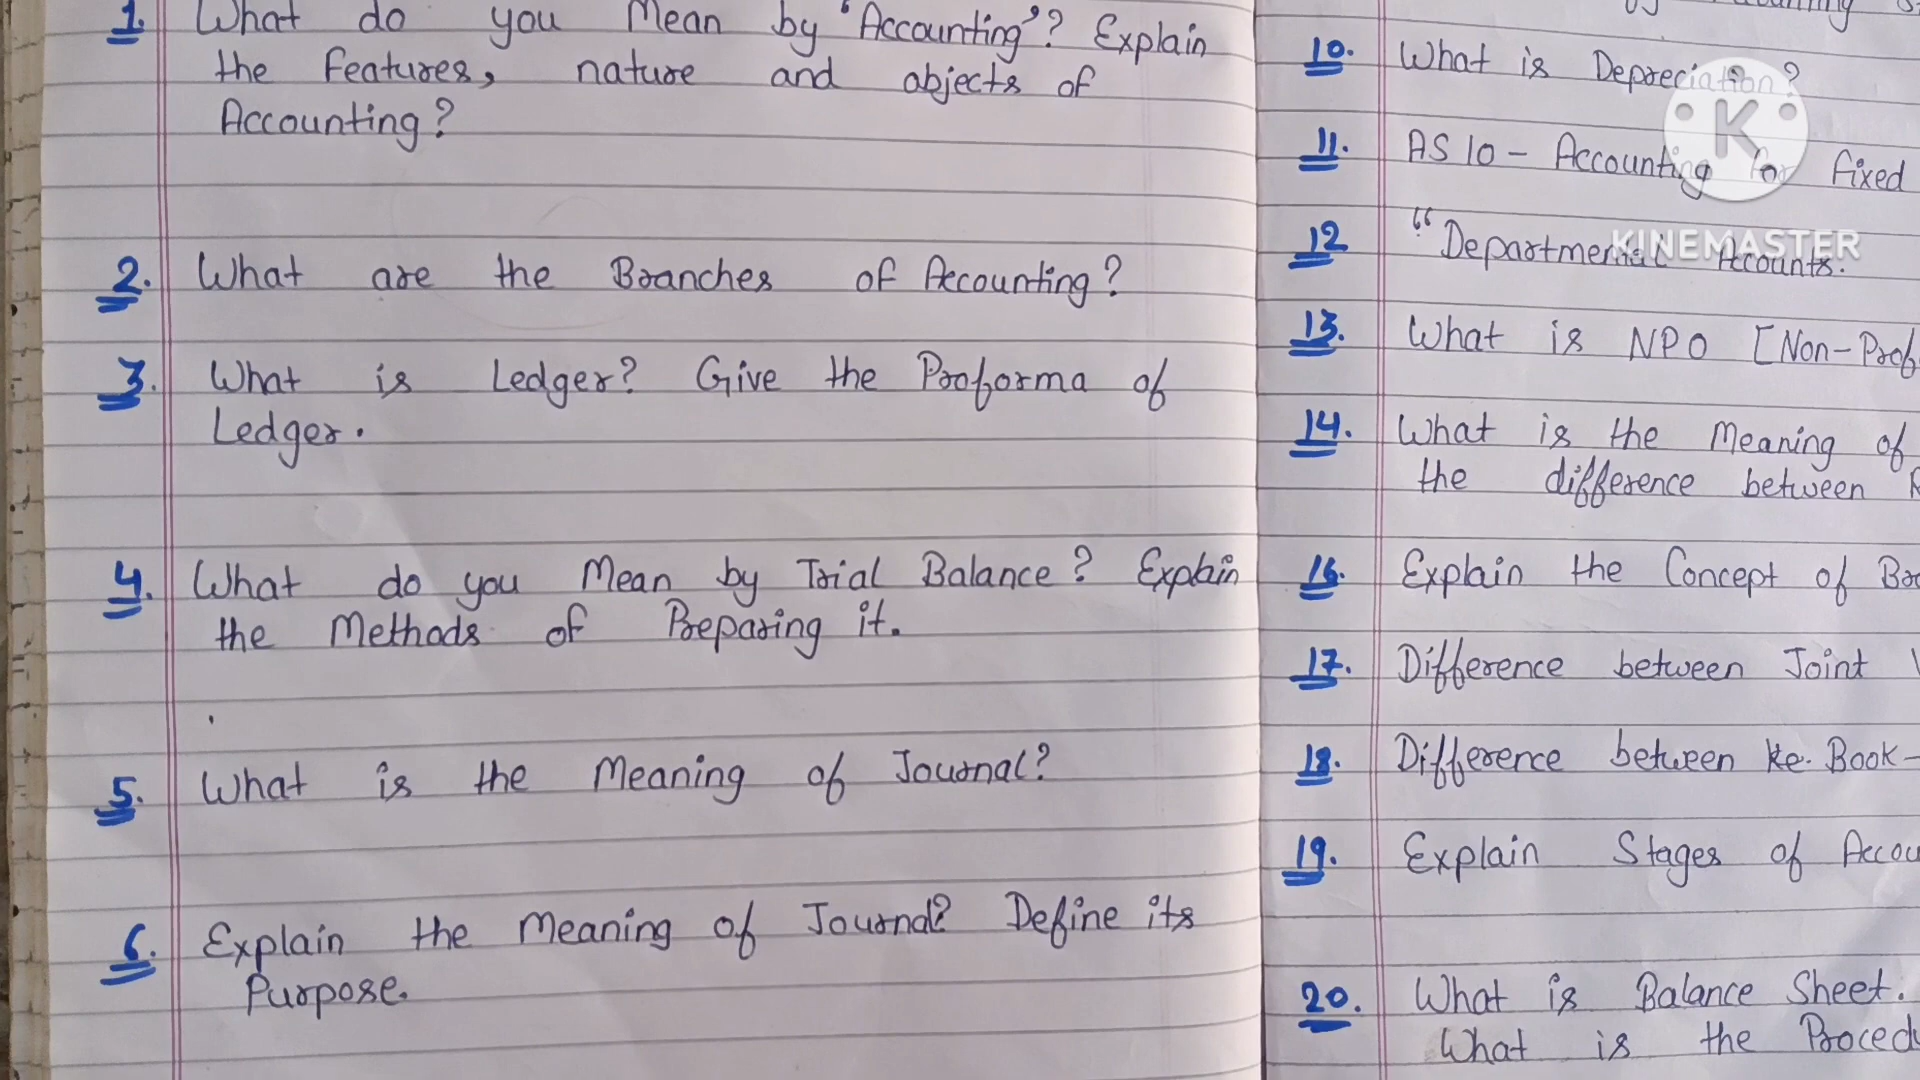 1. What do you Mean by 'Accounting'? Explain
the features, nature and objects of
Accounting?
2. What are the Branches of Accounting?
3. What is Ledger? Give the Proforma of
Ledger.
4. What do you Mean by Trial Balance? Explain
the Methods of Preparing it.
5. What is the Meaning of Journal?
6. Explain the Meaning of Journal? Define its
Purpose.
10. What is Depreciation?
11. AS 10 - Accounting for fixed
12 "Departmental Accounts.
13. What is NPO [Non-Prof
14. What is the Meaning of
the difference between
16. Explain the Concept of
17. Difference between Joint
18. Difference between Book-
19. Explain Stages of
20. What is Balance Sheet.
What is the
K
KINEMASTER